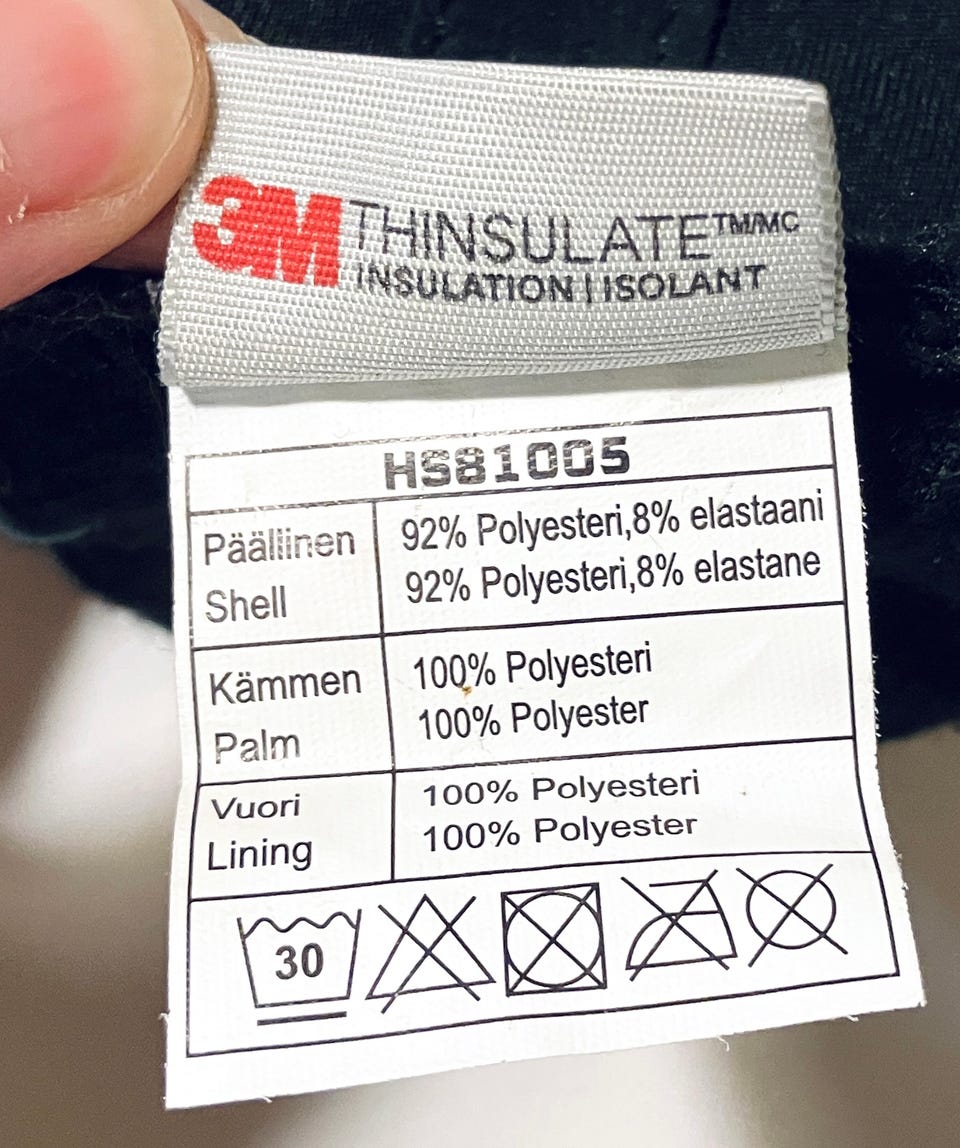 3M THINSULATE™/MC
INSULATION | ISOLANT
HS81005
Päällinen 92% Polyesteri,8% elastaani
Shell 92% Polyesteri,8% elastane
Kämmen 100% Polyesteri
Palm 100% Polyester
Vuori 100% Polyesteri
Lining 100% Polyester
30